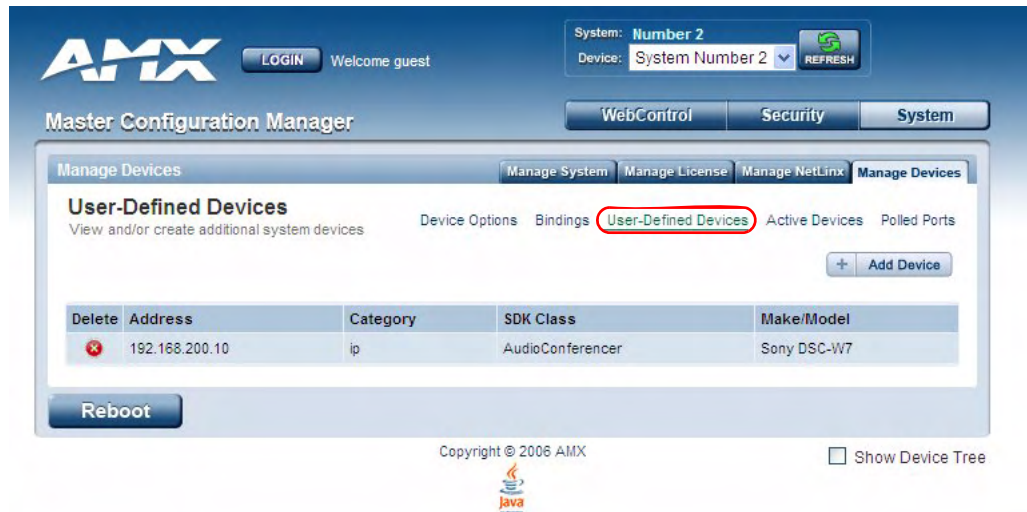 AMX
LOGIN Welcome guest
System: Number 2
Device: System Number 2
REFRESH
Master Configuration Manager
WebControl Security System
Manage Devices
Manage System Manage License Manage NetLinx Manage Devices
User-Defined Devices
View and/or create additional system devices
Device Options Bindings User-Defined Devices Active Devices Polled Ports
+ Add Device
Delete Address Category SDK Class Make/Model
192.168.200.10 ip AudioConferencer Sony DSC-W7
Reboot
Copyright © 2006 AMX
Show Device Tree
Java